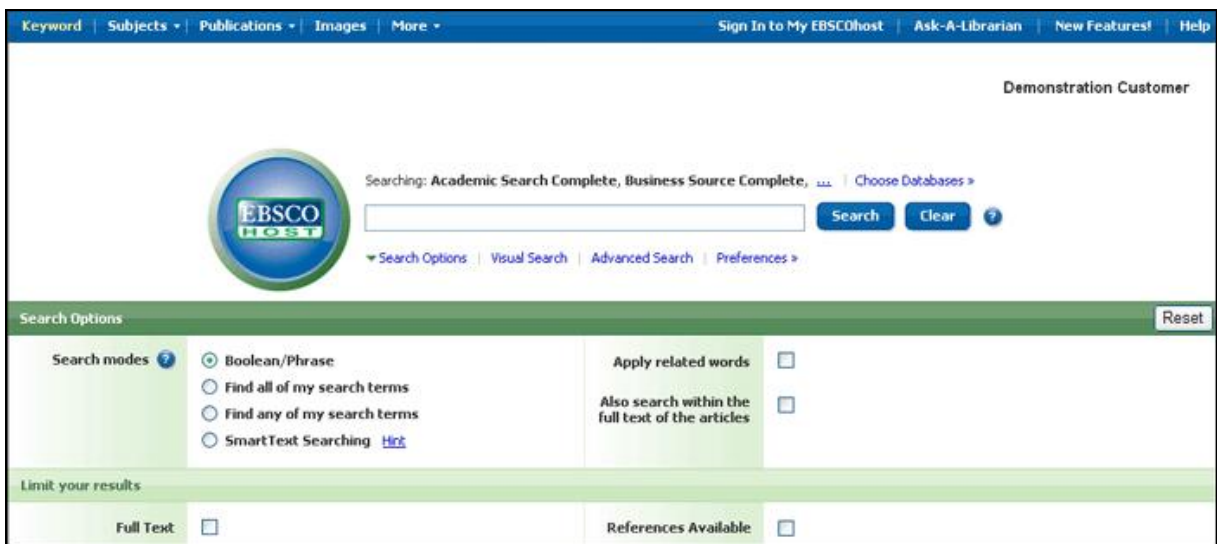 Keyword | Subjects | Publications | Images | More Sign In to My EBSCOhost | Ask-A-Librarian | New Features! | Help
Demonstration Customer
EBSCO
HOST
Searching: Academic Search Complete, Business Source Complete, ... | Choose Databases »
Search Clear ?
Search Options | Visual Search | Advanced Search | Preferences »
Search Options Reset
Search modes ? Boolean/Phrase Apply related words
Find all of my search terms
Also search within the
full text of the articles
Find any of my search terms
SmartText Searching Hint
Limit your results
Full Text References Available